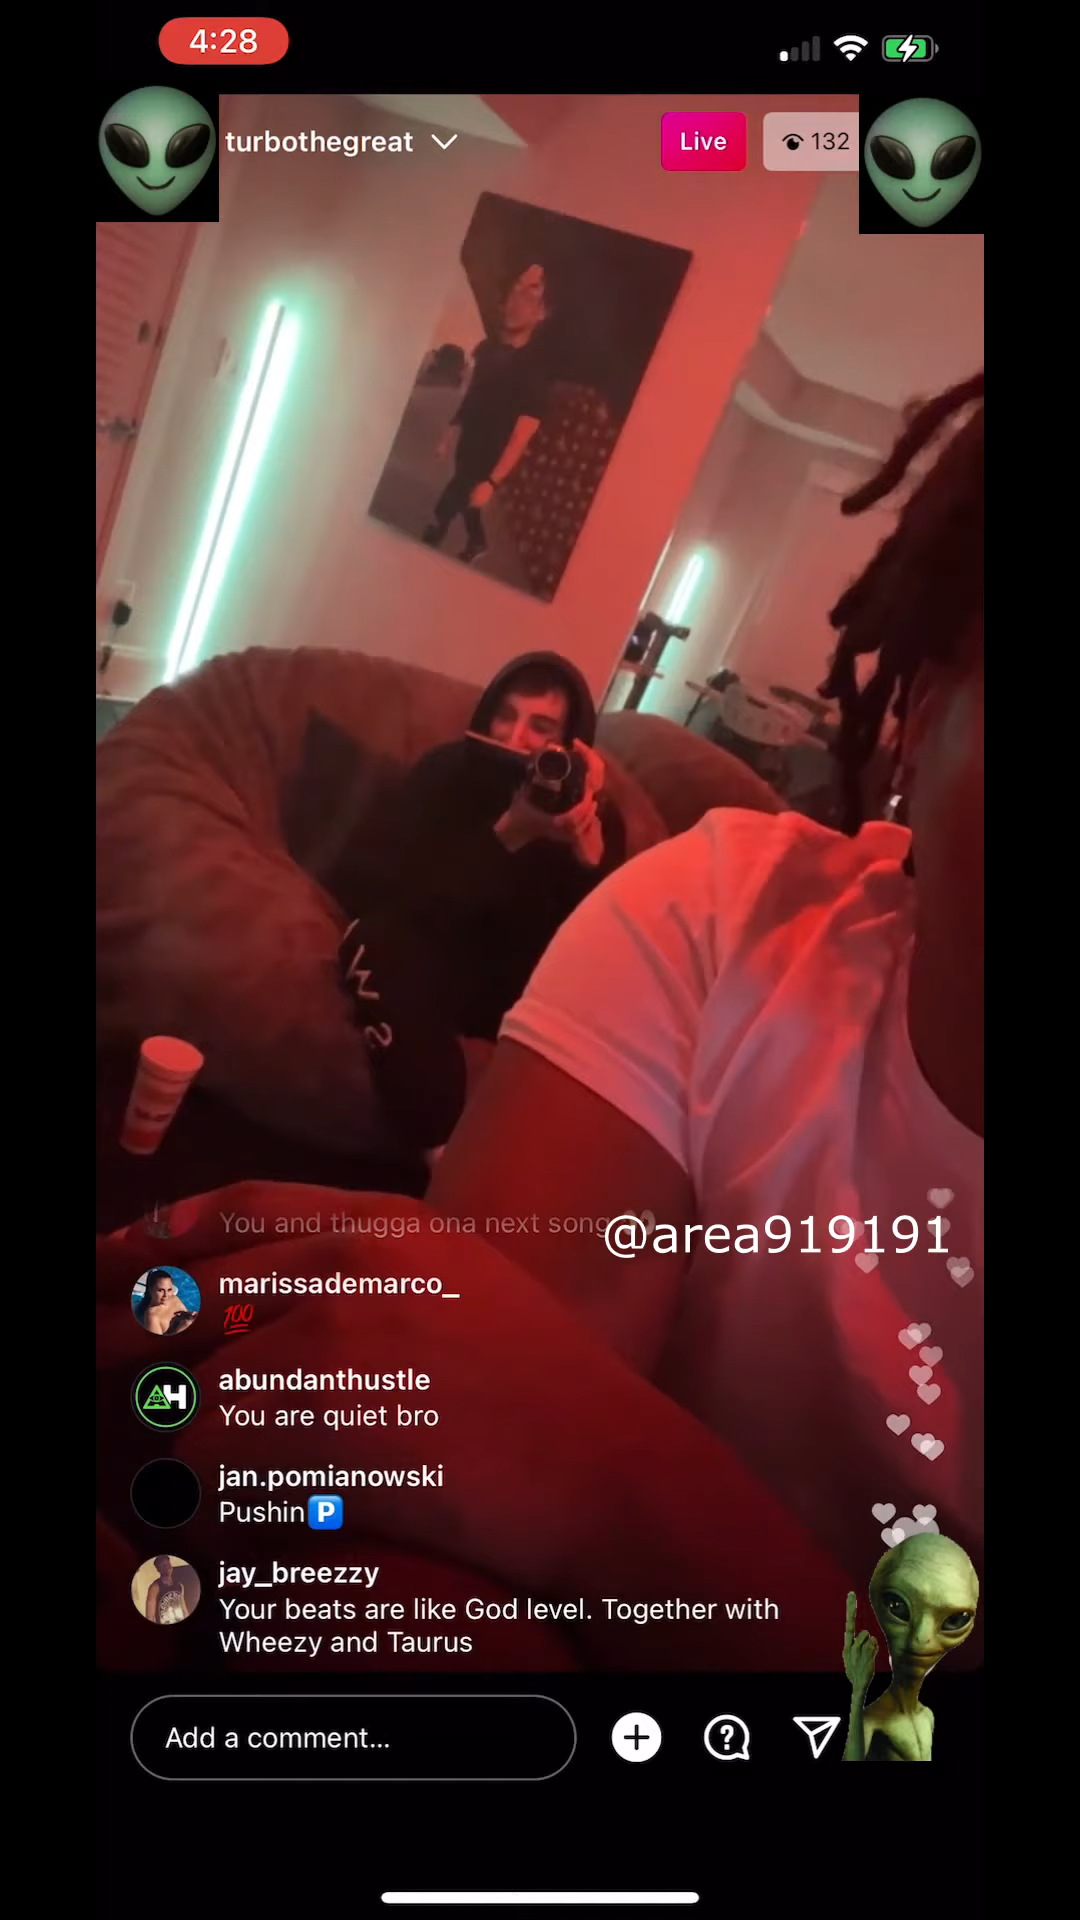 4:28
turbothegreat
Live
132
You and thugga ona next song
@area919191
marissademarco_
💯
abundanthustle
You are quiet bro
jan.pomianowski
Pushin🅿️
jay_breezzy
Your beats are like God level. Together with
Wheezy and Taurus
Add a comment...